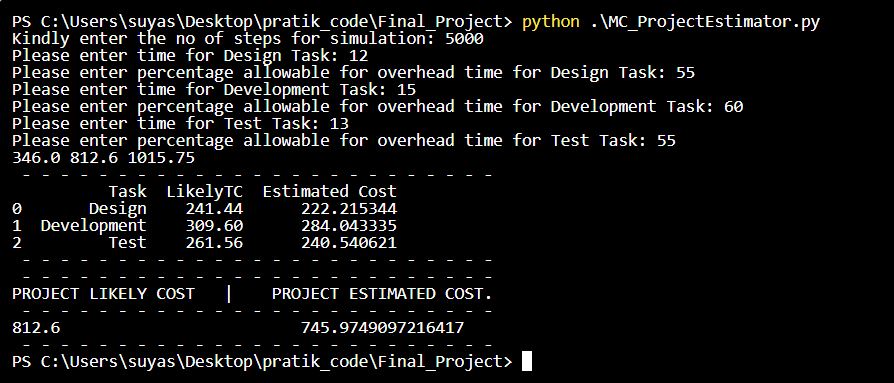 PS C:\Users\suyas\Desktop\pratik_code\Final_Project> python .\MC_ProjectEstimator.py
Kindly enter the no of steps for simulation: 5000
Please enter time for Design Task: 12
Please enter percentage allowable for overhead time for Design Task: 55
Please enter time for Development Task: 15
Please enter percentage allowable for overhead time for Development Task: 60
Please enter time for Test Task: 13
Please enter percentage allowable for overhead time for Test Task: 55
346.0 812.6 1015.75
- - - - - - - - - - - - - - - - - - - - - - - - -
Task LikelyTC Estimated Cost
0 Design 241.44 222.215344
1 Development 309.60 284.043335
2 Test 261.56 240.540621
- - - - - - - - - - - - - - - - - - - - - - - - -
- - - - - - - - - - - - - - - - - - - - - - - - -
PROJECT LIKELY COST | PROJECT ESTIMATED COST.
- - - - - - - - - - - - - - - - - - - - - - - - -
812.6 745.9749097216417
- - - - - - - - - - - - - - - - - - - - - - - - -
PS C:\Users\suyas\Desktop\pratik_code\Final_Project>